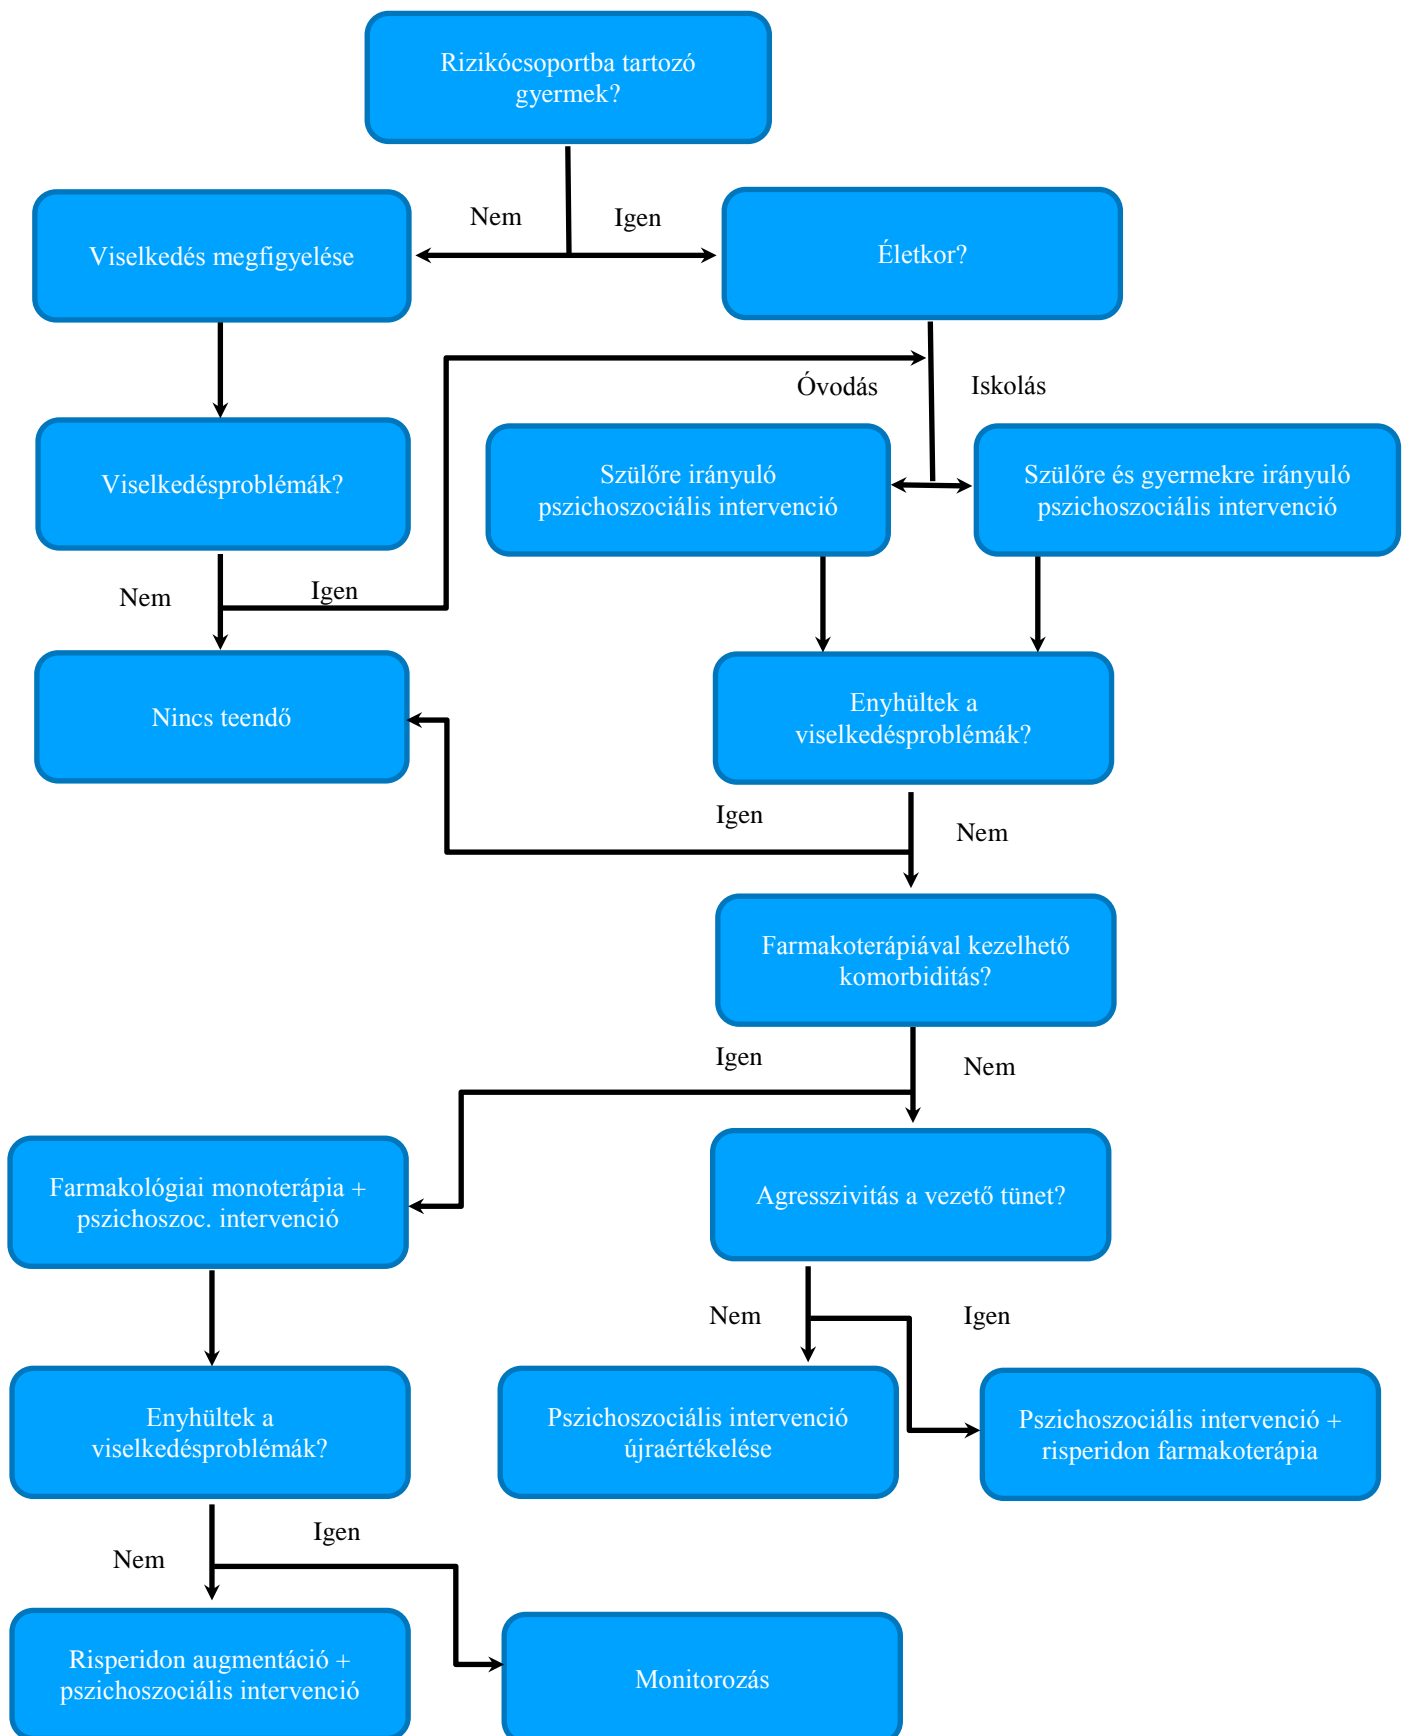 Rizikócsoportba tartozó
gyermek?
Nem
Igen
Viselkedés megfigyelése
Életkor?
Óvodás
Iskolás
Viselkedésproblémák?
Szülőre irányuló
pszichoszociális intervenció
Szülőre és gyermekre irányuló
pszichoszociális intervenció
Nem
Igen
Nincs teendő
Enyhültek a
viselkedésproblémák?
Igen
Nem
Farmakoterápiával kezelhető
komorbiditás?
Igen
Nem
Farmakológiai monoterápia +
pszichoszoc. intervenció
Agresszivitás a vezető tünet?
Nem
Igen
Enyhültek a
viselkedésproblémák?
Pszichoszociális intervenció
újraértékelése
Pszichoszociális intervenció +
risperidon farmakoterápia
Igen
Nem
Risperidon augmentáció +
pszichoszociális intervenció
Monitorozás